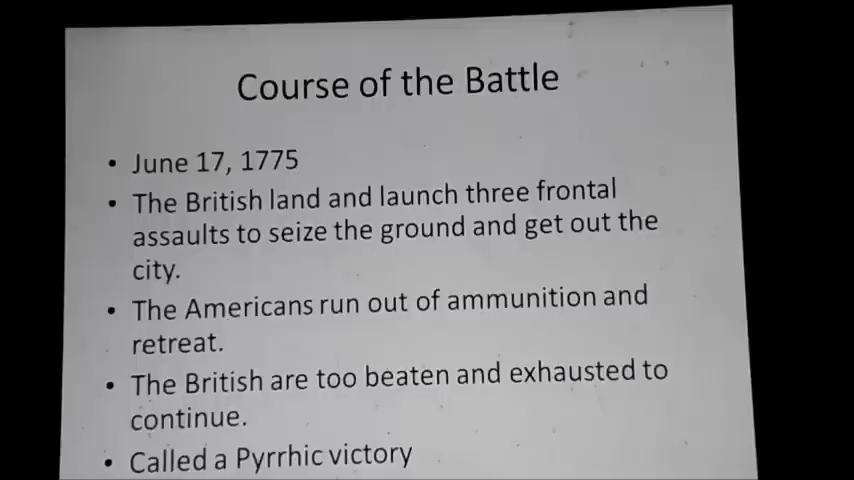 Course of the Battle
• June 17, 1775
• The British land and launch three frontal
assaults to seize the ground and get out the
city.
• The Americans run out of ammunition and
retreat.
• The British are too beaten and exhausted to
continue.
• Called a Pyrrhic victory